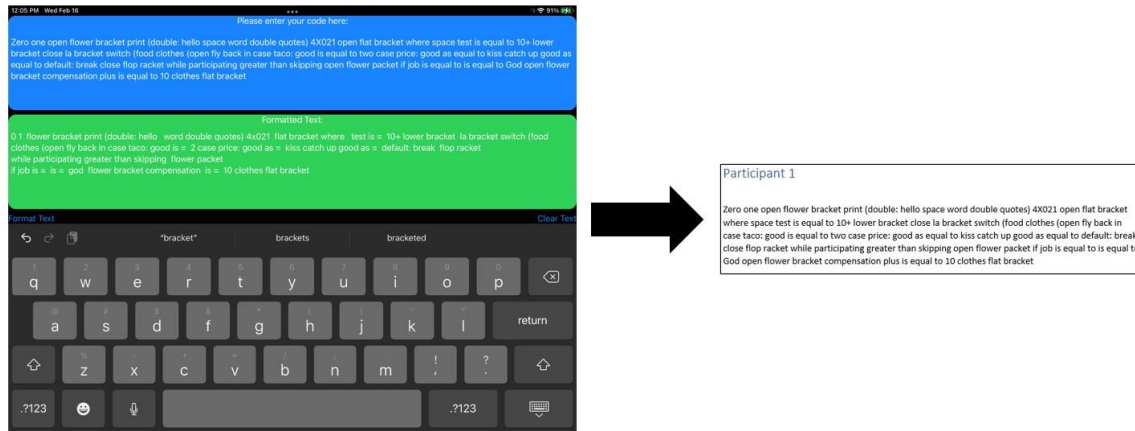 12:05 PM Wed Feb 16
91%
Please enter your code here:
Zero one open flower bracket print (double: hello space word double quotes) 4X021 open flat bracket where space test is equal to 10+ lower
bracket close la bracket switch (food clothes (open fly back in case taco: good is equal to two case price: good as equal to kiss catch up good as
equal to default: break close flop racket while participating greater than skipping open flower packet if job is equal to is equal to God open flower
bracket compensation plus is equal to 10 clothes flat bracket
Formatted Text:
0 1 flower bracket print (double: hello word double quotes) 4x021 flat bracket where test is = 10+ lower bracket la bracket switch (food
clothes (open fly back in case taco: good is = 2 case price: good as = kiss catch up good as = default: break flop racket
while participating greater than skipping flower packet
if job is = is = god flower bracket compensation is = 10 clothes flat bracket
Format Text Clear Text
"bracket" brackets bracketed
1 2 3 4 5 6 7 8 9 0
q w e r t y u i o p
@ # $ & * ( ) ' "
a s d f g h j k l return
% - + = / ; : ! ?
z x c v b n m , .
.?123 .?123
Participant 1
Zero one open flower bracket print (double: hello space word double quotes) 4X021 open flat bracket
where space test is equal to 10+ lower bracket close la bracket switch (food clothes (open fly back in
case taco: good is equal to two case price: good as equal to kiss catch up good as equal to default: break
close flop racket while participating greater than skipping open flower packet if job is equal to is equal to
God open flower bracket compensation plus is equal to 10 clothes flat bracket